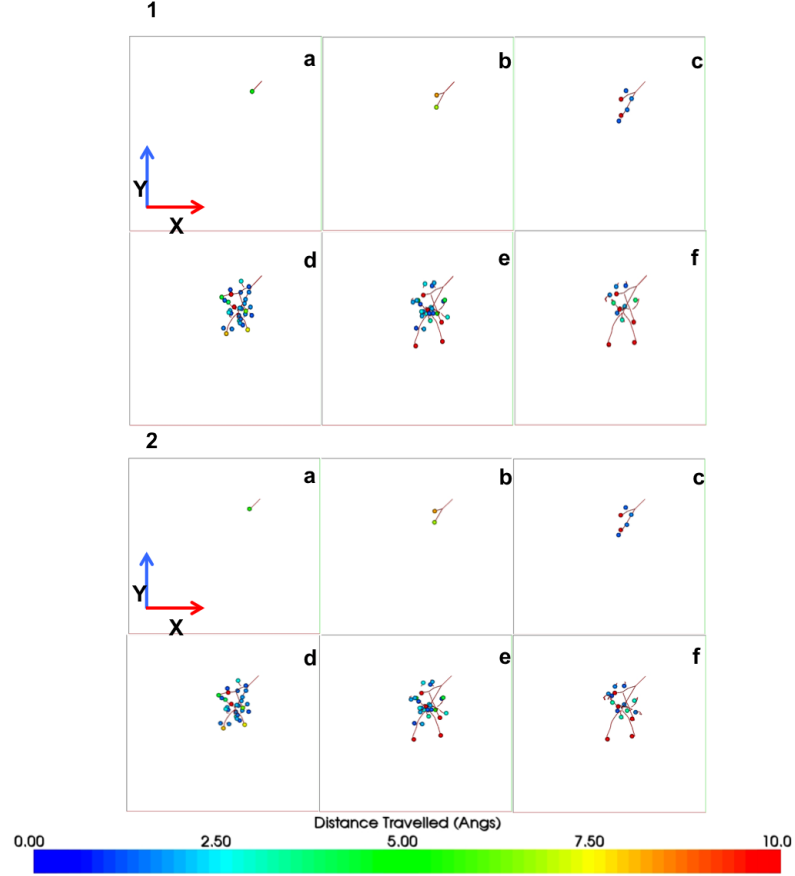 1
a b c
Y
X
d e f
2
a b c
Y
X
d e f
Distance Travelled (Angs)
0.00 2.50 5.00 7.50 10.0